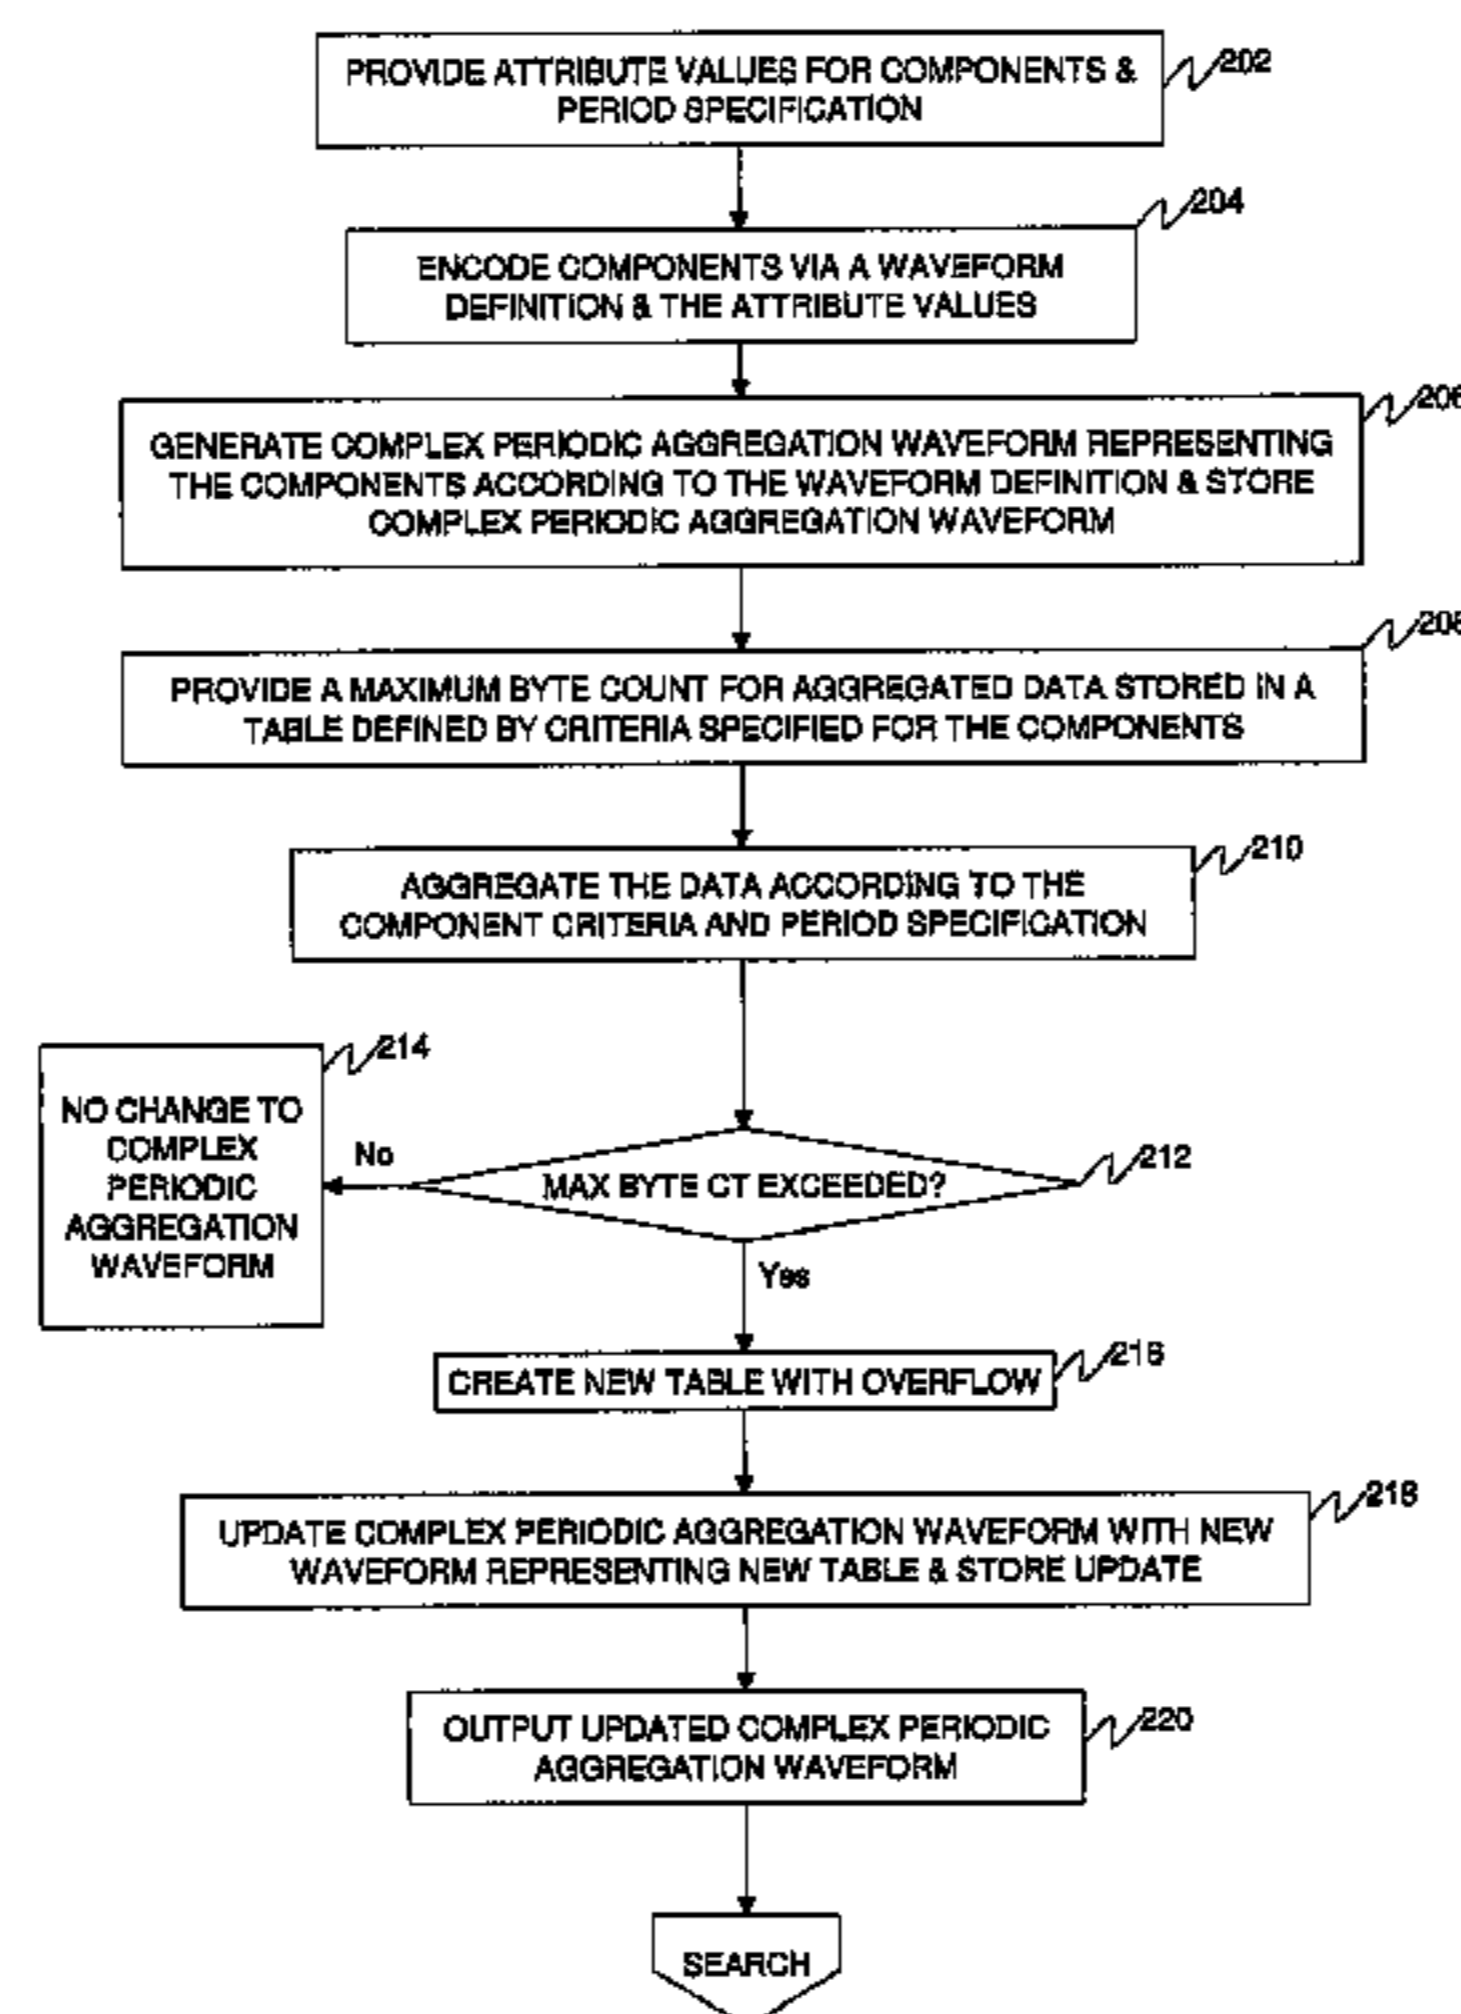 PROVIDE ATTRIBUTE VALUES FOR COMPONENTS &
PERIOD SPECIFICATION
202
204
ENCODE COMPONENTS VIA A WAVEFORM
DEFINITION & THE ATTRIBUTE VALUES
206
GENERATE COMPLEX PERIODIC AGGREGATION WAVEFORM REPRESENTING
THE COMPONENTS ACCORDING TO THE WAVEFORM DEFINITION & STORE
COMPLEX PERIODIC AGGREGATION WAVEFORM
208
PROVIDE A MAXIMUM BYTE COUNT FOR AGGREGATED DATA STORED IN A
TABLE DEFINED BY CRITERIA SPECIFIED FOR THE COMPONENTS
210
AGGREGATE THE DATA ACCORDING TO THE
COMPONENT CRITERIA AND PERIOD SPECIFICATION
214
NO CHANGE TO
COMPLEX
PERIODIC
AGGREGATION
WAVEFORM
No
MAX BYTE CT EXCEEDED?
212
Yes
216
CREATE NEW TABLE WITH OVERFLOW
218
UPDATE COMPLEX PERIODIC AGGREGATION WAVEFORM WITH NEW
WAVEFORM REPRESENTING NEW TABLE & STORE UPDATE
220
OUTPUT UPDATED COMPLEX PERIODIC
AGGREGATION WAVEFORM
SEARCH